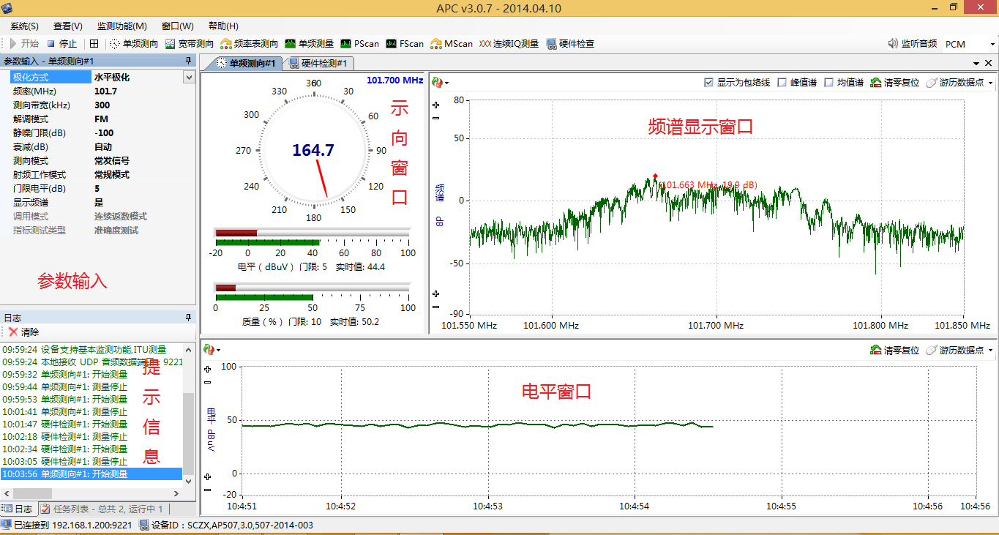 APC v3.0.7 - 2014.04.10
系统(S) 查看(V) 监测功能(M) 窗口(W) 帮助(H)
开始 停止 单频测向 宽带测向 频率表测向 单频测量 PScan FScan MScan 连续IQ测量 硬件检查 监听音频 PCM
参数输入 - 单频测向#1
极化方式 水平极化
频率(MHz) 101.7
测向带宽(kHz) 300
解调模式 FM
静噪门限(dB) -100
衰减(dB) 自动
测向模式 常发信号
射频工作模式 常规模式
门限电平(dB) 5
显示频谱 是
调用模式 连续返数模式
指标测试类型 准确度测试
参数输入
日志
清除
09:59:24 设备支持基本监测功能,ITU测量
09:59:24 本地接收 UDP 音频数据端口: 9221
09:59:32 单频测向#1: 开始测量
09:59:44 单频测向#1: 测量停止
09:59:53 单频测向#1: 开始测量
10:01:41 单频测向#1: 测量停止
10:01:47 硬件检测#1: 开始测量
10:02:18 硬件检测#1: 测量停止
10:02:34 硬件检测#1: 开始测量
10:03:05 硬件检测#1: 测量停止
10:03:56 单频测向#1: 开始测量
提
示
信
息
日志 任务列表 - 总共 2, 运行中 1
单频测向#1 硬件检测#1
101.700 MHz
360
330 30
300 60
270 90
240 120
210 150
180
164.7
示
向
窗
口
-20 0 20 40 60 80 100
电平（dBuV） 门限: 5 实时值: 44.4
0 25 50 75 100
质量（%） 门限: 10 实时值: 50.2
显示为包络线 峰值谱 均值谱 清零复位 游历数据点
频谱显示窗口
频谱 dB
80
50
0
-50
-90
(101.663 MHz, 19.9 dB)
101.550 MHz 101.600 MHz 101.700 MHz 101.800 MHz 101.850 MHz
清零复位 游历数据点
电平窗口
电平 dBuV
100
50
0
-20
10:4:51 10:4:52 10:4:53 10:4:54 10:4:55 10:4:56 10:4:56
已连接到 192.168.1.200:9221 设备ID：SCZX,AP507,3.0,507-2014-003